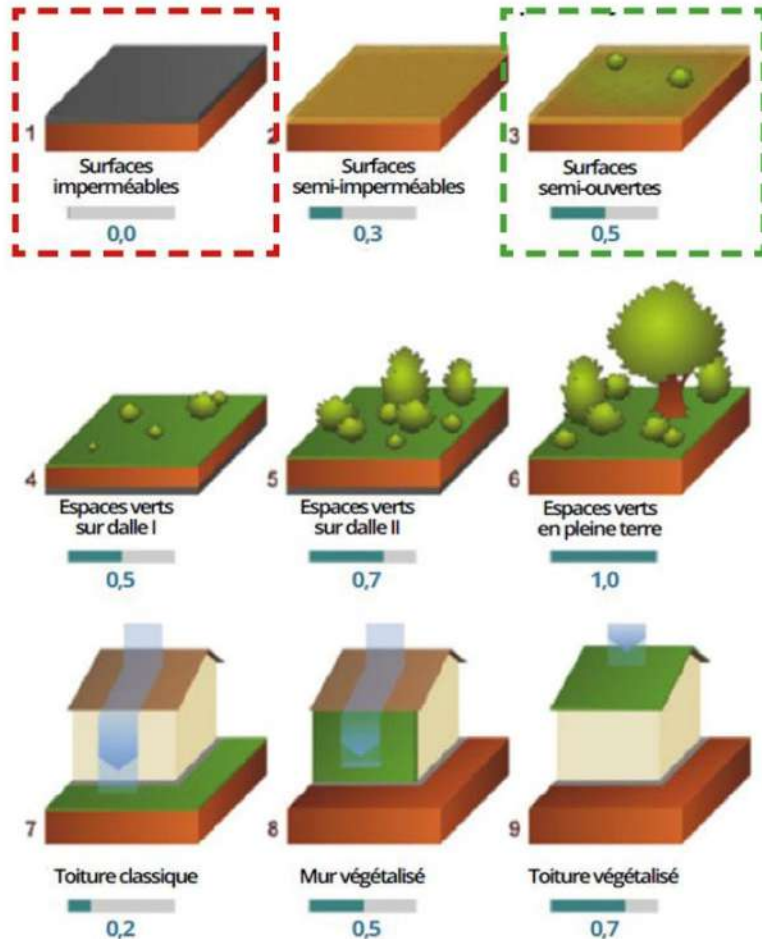 1
Surfaces
imperméables
0,0
2
Surfaces
semi-imperméables
0,3
3
Surfaces
semi-ouvertes
0,5
4
Espaces verts
sur dalle I
0,5
5
Espaces verts
sur dalle II
0,7
6
Espaces verts
en pleine terre
1,0
7
Toiture classique
0,2
8
Mur végétalisé
0,5
9
Toiture végétalisé
0,7